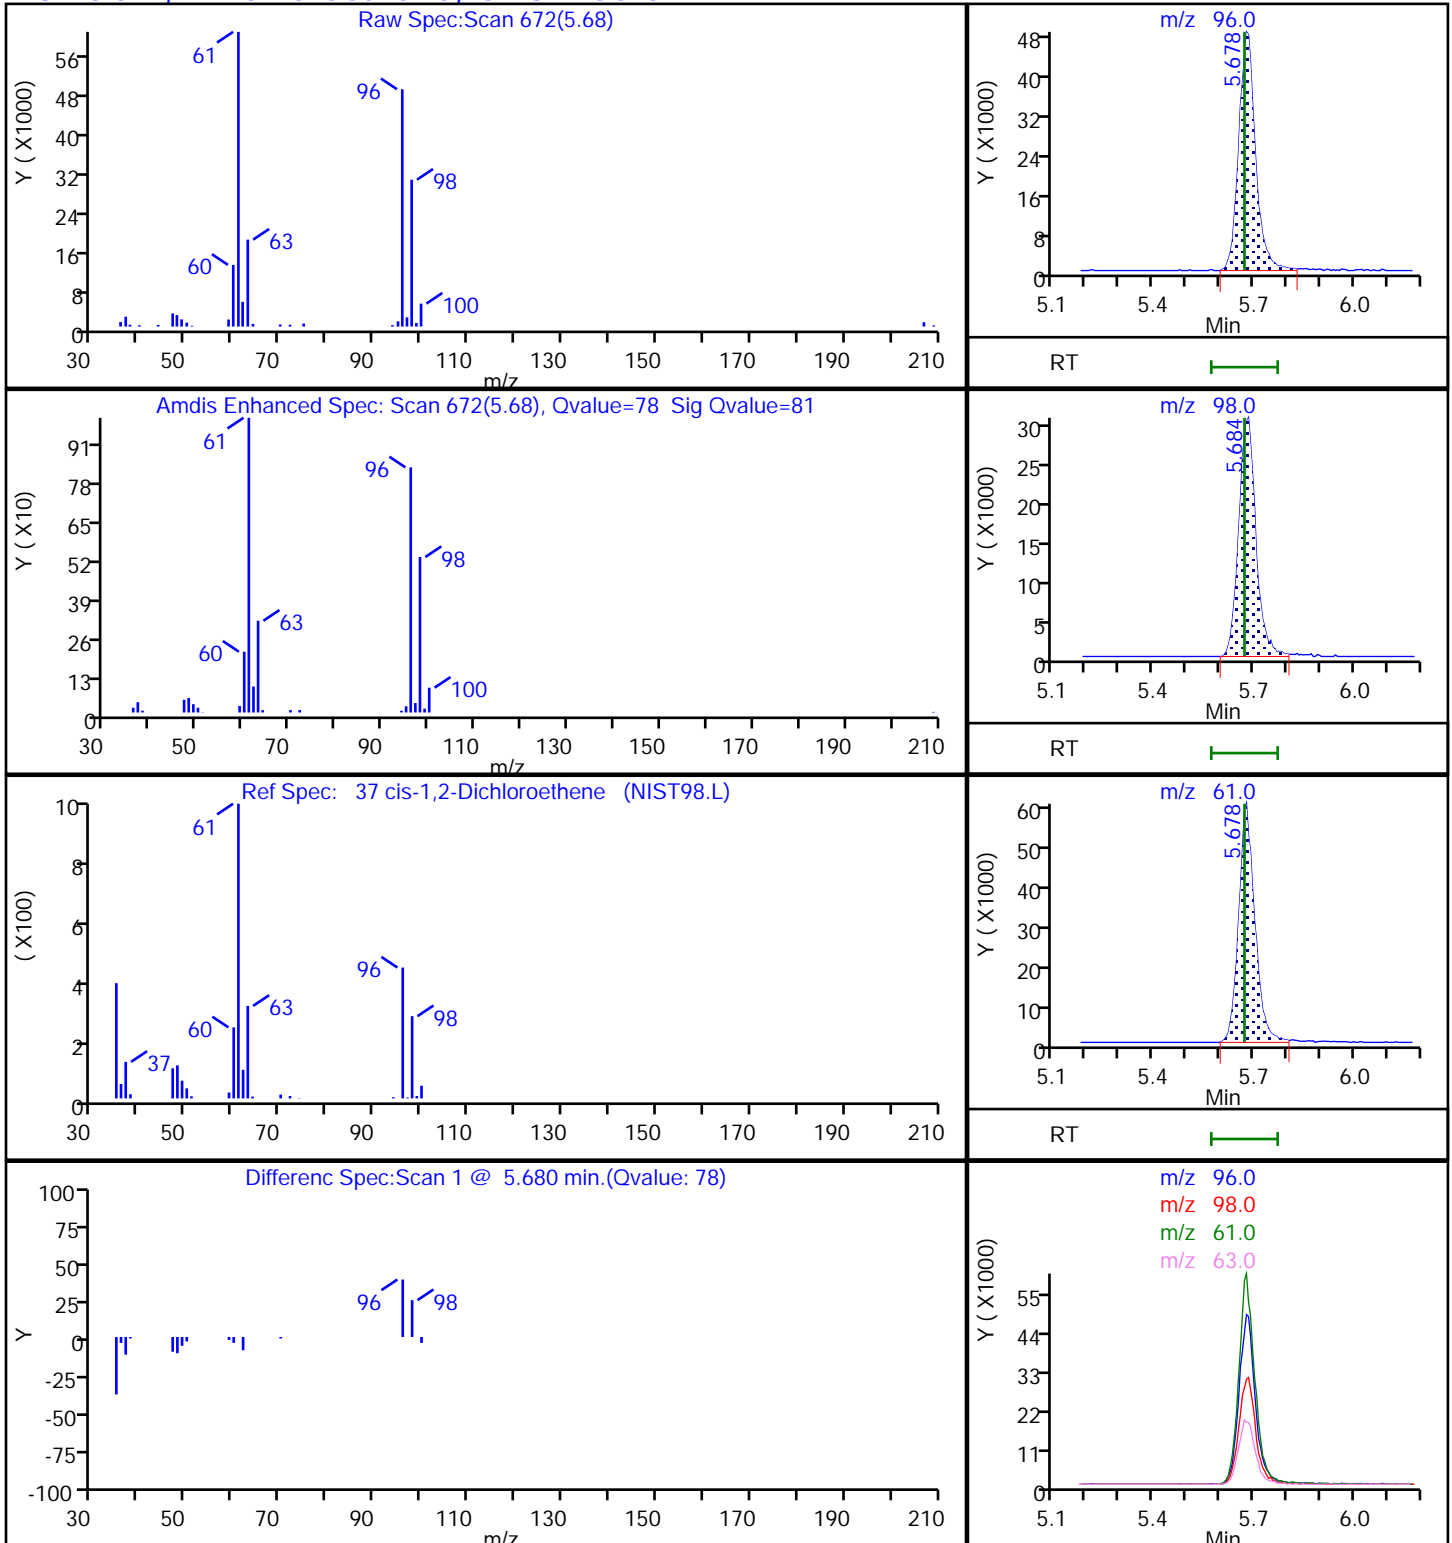 Raw Spec:Scan 672(5.68)
Y ( X1000)
56
48
40
32
24
16
8
0
61
96
98
60
63
100
30 50 70 90 110 130 150 170 190 210
m/z
m/z 96.0
Y ( X1000)
48
40
32
24
16
8
0
5.678
5.1 5.4 5.7 6.0
Min
RT
Amdis Enhanced Spec: Scan 672(5.68), Qvalue=78 Sig Qvalue=81
Y ( X10)
91
78
65
52
39
26
13
0
61
96
98
60
63
100
30 50 70 90 110 130 150 170 190 210
m/z
m/z 98.0
Y ( X1000)
30
25
20
15
10
5
0
5.684
5.1 5.4 5.7 6.0
Min
RT
Ref Spec: 37 cis-1,2-Dichloroethene (NIST98.L)
( X100)
10
8
6
4
2
0
61
96
98
60
63
37
30 50 70 90 110 130 150 170 190 210
m/z 61.0
Y ( X1000)
60
50
40
30
20
10
0
5.678
5.1 5.4 5.7 6.0
Min
RT
Differenc Spec:Scan 1 @ 5.680 min.(Qvalue: 78)
Y
100
75
50
25
0
-25
-50
-75
-100
96
98
30 50 70 90 110 130 150 170 190 210
m/z
m/z 96.0
m/z 98.0
m/z 61.0
m/z 63.0
Y ( X1000)
55
44
33
22
11
0
5.1 5.4 5.7 6.0
Min